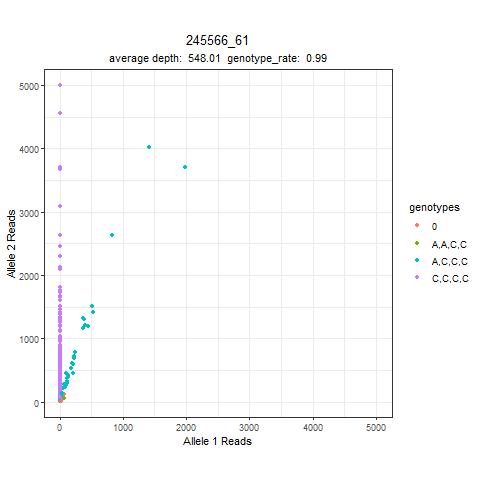 245566_61
average depth: 548.01 genotype_rate: 0.99
5000
4000
3000
2000
1000
0
Allele 2 Reads
0 1000 2000 3000 4000 5000
Allele 1 Reads
genotypes
0
A,A,C,C
A,C,C,C
C,C,C,C